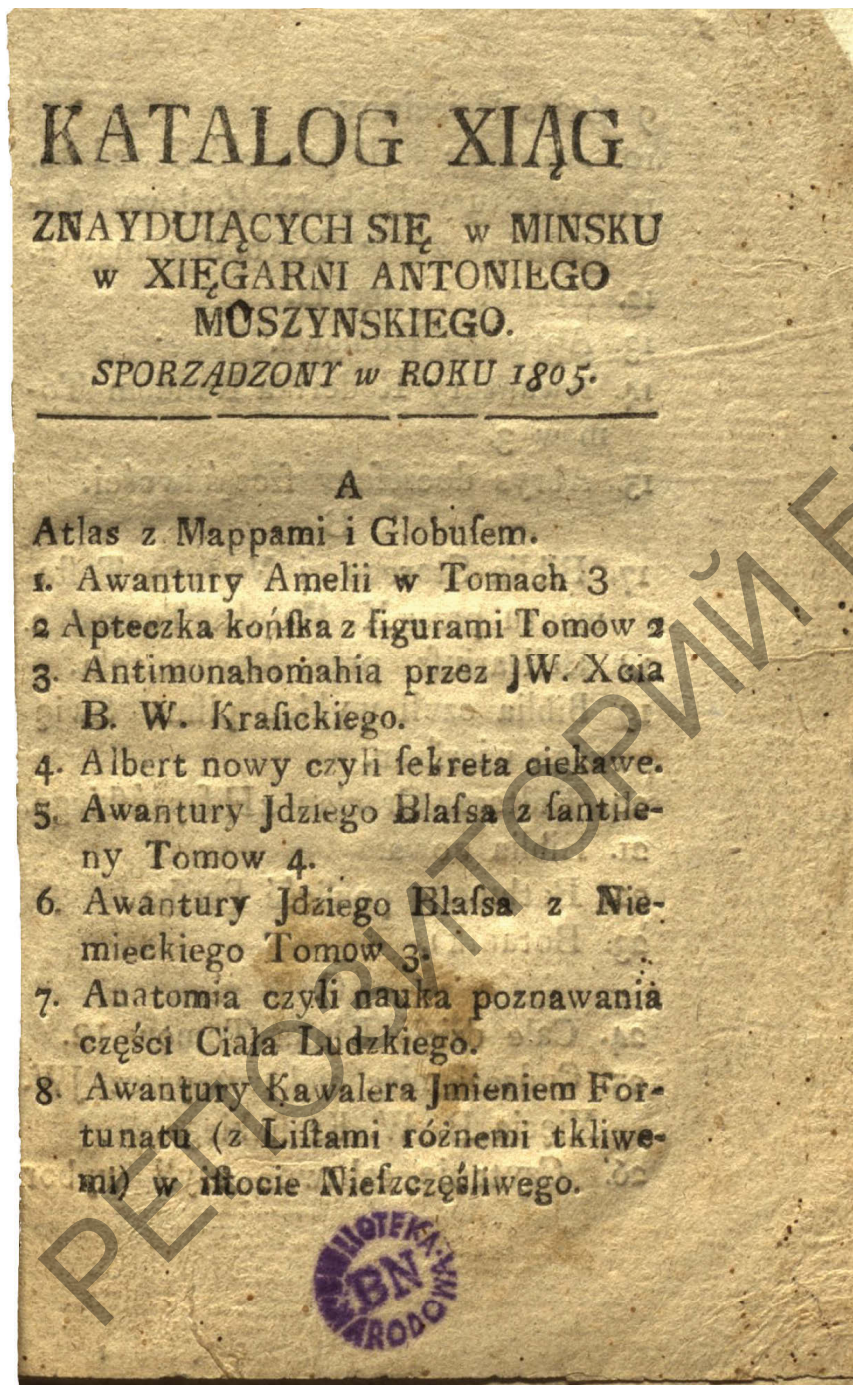 KATALOG XIĄG
ZNAYDUIĄCYCH SIĘ w MINSKU
w XIĘGARNI ANTONIEGO
MOSZYNSKIEGO.
SPORZĄDZONY w ROKU 1805.
A
Atlas z Mappami i Globuſem.
1. Awantury Amelii w Tomach 3
2 Apteczka końſka z figurami Tomow 2
3. Antimonahomahia przez JW. Xcia
B. W. Kraſickiego.
4. Albert nowy czyli ſekreta ciekawe.
5. Awantury Jdziego Blaſsa z ſantile-
ny Tomow 4.
6. Awantury Jdziego Blaſsa z Nie-
mieckiego Tomow 3.
7. Anatomia czyli nauka poznawania
części Ciała Ludzkiego.
8. Awantury Kawalera Jmieniem For-
tunatu (z Liſtami różnemi tkliwe-
mi) w iſtocie Nieſzczęśliwego.
BIBLIOTEKA NARODOWA
BN
РЕПОЗИТОРИЙ Б